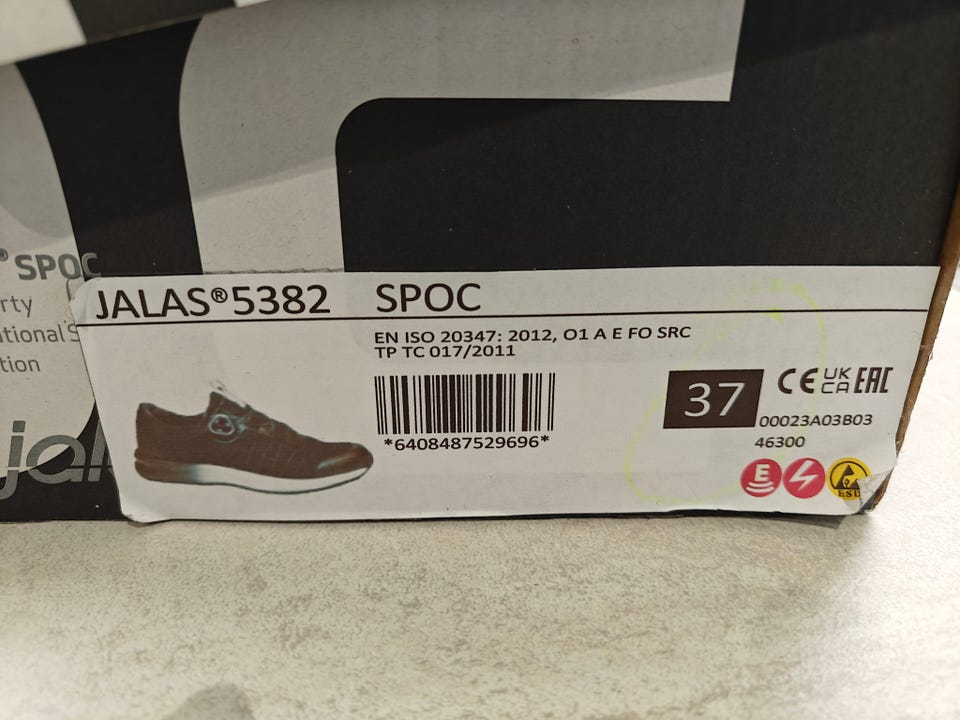 ® SPOC
rty
ational S
tion
jal
JALAS® 5382 SPOC
EN ISO 20347: 2012, O1 A E FO SRC
TP TC 017/2011
*6408487529696*
37
CE UK CA EAC
00023A03B03
46300
E
ESD